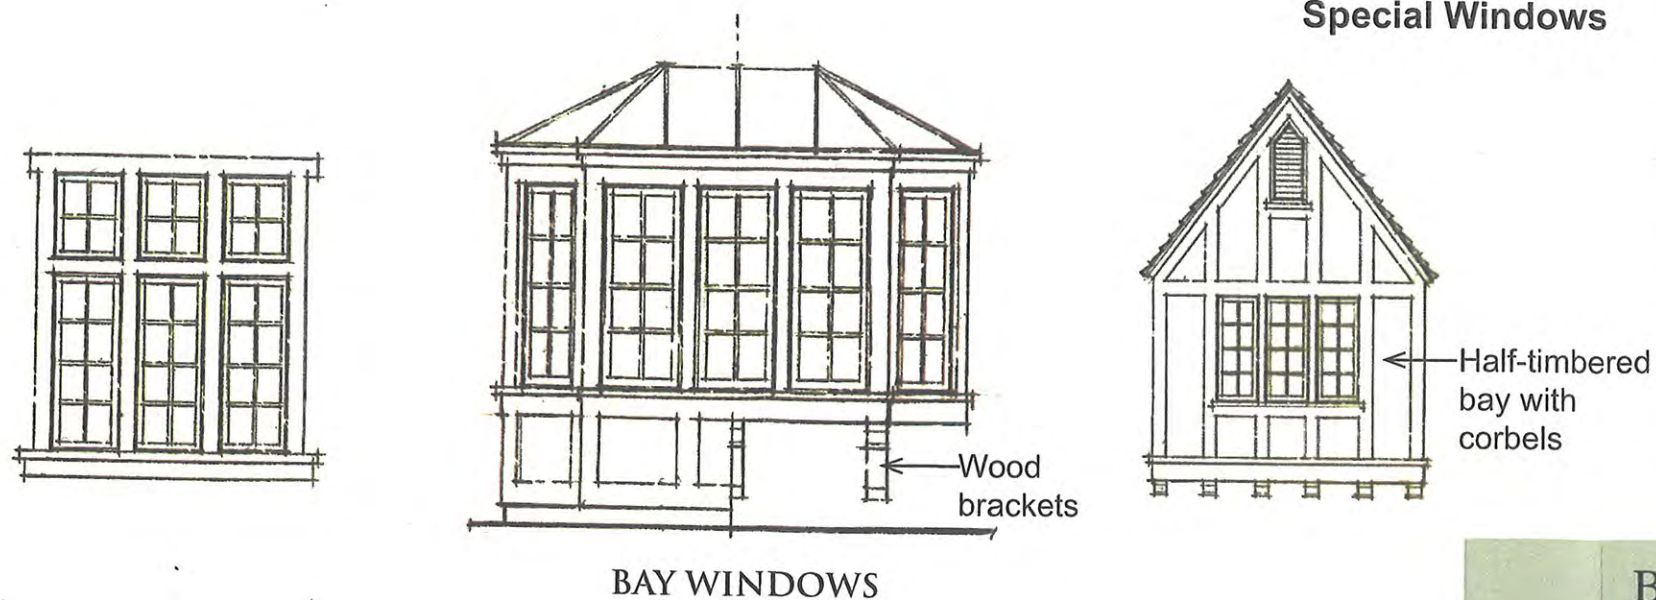 Special Windows
Half-timbered
bay with
corbels
Wood
brackets
BAY WINDOWS
B